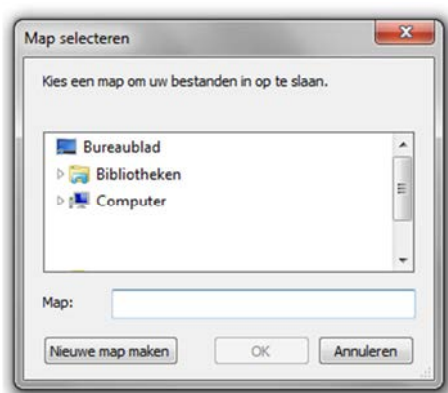 Map selecteren
Kies een map om uw bestanden in op te slaan.
Bureaublad
Bibliotheken
Computer
Map:
Nieuwe map maken OK Annuleren